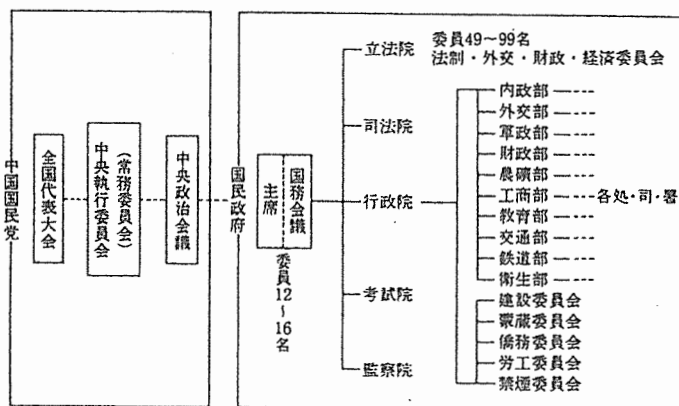 中国国民党
全国代表大会
（常務委員会）
中央執行委員会
中央政治会議
国民政府
国務会議
主席
委員12〜16名
立法院
委員49〜99名
法制・外交・財政・経済委員会
司法院
行政院
考試院
監察院
内政部
外交部
軍政部
財政部
農礦部
工商部
各処・司・署
教育部
交通部
鉄道部
衛生部
建設委員会
蒙蔵委員会
僑務委員会
労工委員会
禁煙委員会